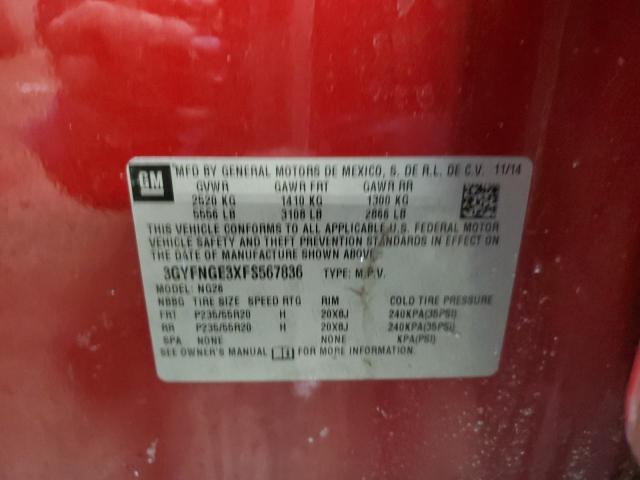 GM
MFD BY GENERAL MOTORS DE MEXICO, S. DE R.L. DE C.V. 11/14
GVWR GAWR FRT GAWR RR
2520 KG 1410 KG 1300 KG
5556 LB 3108 LB 2866 LB
THIS VEHICLE CONFORMS TO ALL APPLICABLE U.S. FEDERAL MOTOR
VEHICLE SAFETY AND THEFT PREVENTION STANDARDS IN EFFECT ON
THE DATE OF MANUFACTURE SHOWN ABOVE.
3GYFNGE3XFS567836 TYPE: M.P.V.
MODEL: NG26
NBBG TIRE SIZE SPEED RTG RIM COLD TIRE PRESSURE
FRT P235/55R20 H 20X8J 240KPA(35PSI)
RR P235/55R20 H 20X8J 240KPA(35PSI)
SPA NONE NONE KPA(PSI)
SEE OWNER'S MANUAL FOR MORE INFORMATION.